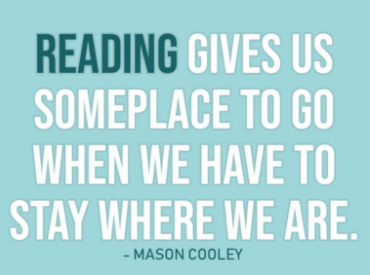 READING GIVES US
SOMEPLACE TO GO
WHEN WE HAVE TO
STAY WHERE WE ARE.
- MASON COOLEY